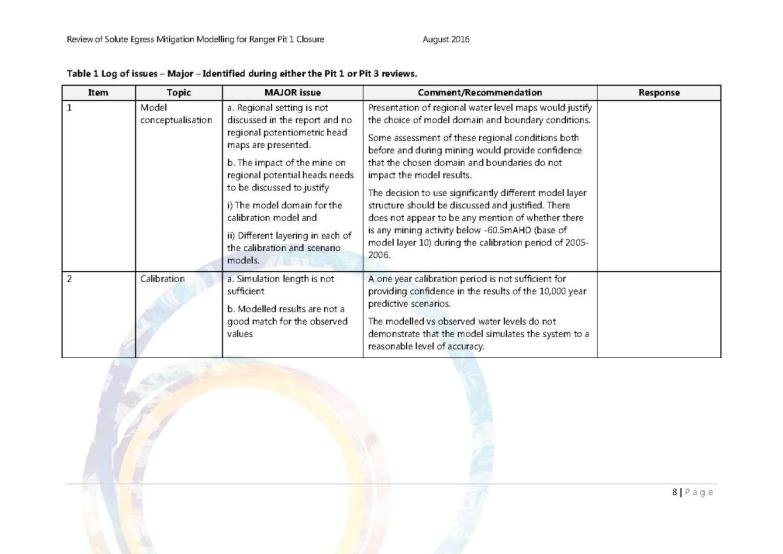 Review of Solute Egress Mitigation Modelling for Ranger Pit 1 Closure August 2016
Table 1 Log of issues – Major – Identified during either the Pit 1 or Pit 3 reviews.
Item Topic MAJOR issue Comment/Recommendation Response
1
Model
conceptualisation
a. Regional setting is not
discussed in the report and no
regional potentiometric head
maps are presented.
b. The impact of the mine on
regional potential heads needs
to be discussed to justify
i) The model domain for the
calibration model and
ii) Different layering in each of
the calibration and scenario
models.
Presentation of regional water level maps would justify
the choice of model domain and boundary conditions.
Some assessment of these regional conditions both
before and during mining would provide confidence
that the chosen domain and boundaries do not
impact the model results.
The decision to use significantly different model layer
structure should be discussed and justified. There
does not appear to be any mention of whether there
is any mining activity below -60.5mAHD (base of
model layer 10) during the calibration period of 2005-
2006.
2
Calibration
a. Simulation length is not
sufficient
b. Modelled results are not a
good match for the observed
values
A one year calibration period is not sufficient for
providing confidence in the results of the 10,000 year
predictive scenarios.
The modelled vs observed water levels do not
demonstrate that the model simulates the system to a
reasonable level of accuracy.
8 | Page